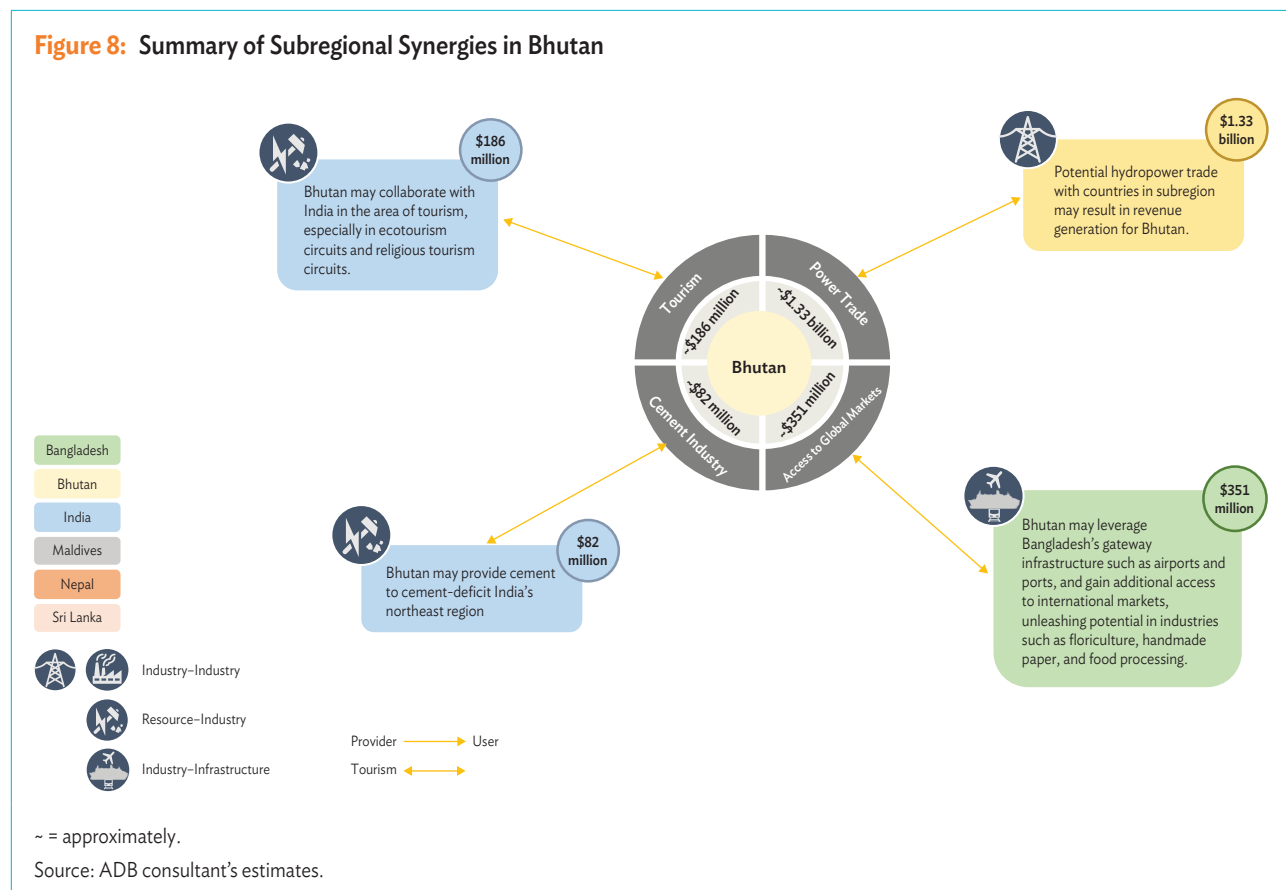 Figure 8: Summary of Subregional Synergies in Bhutan
$186
million
Bhutan may collaborate with
India in the area of tourism,
especially in ecotourism
circuits and religious tourism
circuits.
$1.33
billion
Potential hydropower trade
with countries in subregion
may result in revenue
generation for Bhutan.
Tourism
Power Trade
~$186 million
~$1.33 billion
Bhutan
~$82 million
~$351 million
Cement Industry
Access to Global Markets
$82
million
Bhutan may provide cement
to cement-deficit India's
northeast region
$351
million
Bhutan may leverage
Bangladesh's gateway
infrastructure such as airports and
ports, and gain additional access
to international markets,
unleashing potential in industries
such as floriculture, handmade
paper, and food processing.
Bangladesh
Bhutan
India
Maldives
Nepal
Sri Lanka
Industry–Industry
Resource–Industry
Industry–Infrastructure
Provider User
Tourism
~ = approximately.
Source: ADB consultant's estimates.